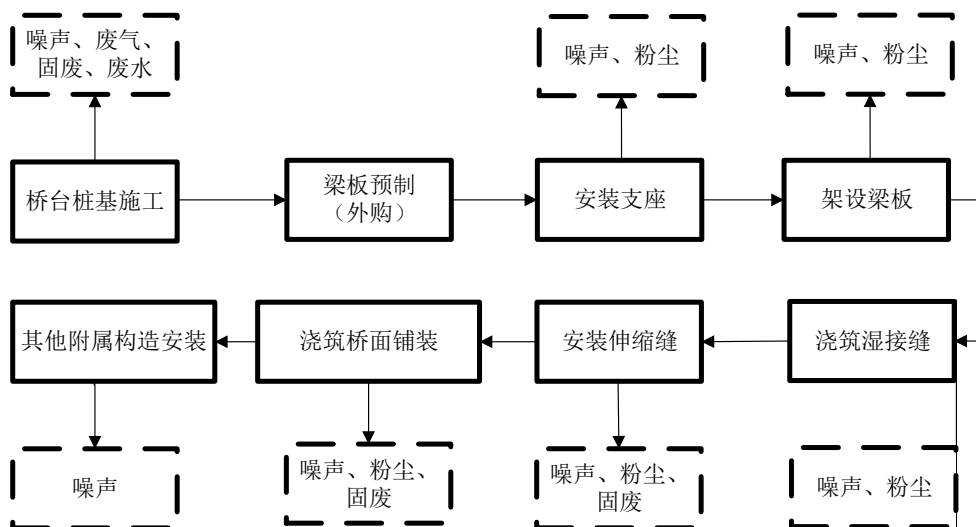 噪声、废气、
固废、废水
噪声、粉尘
噪声、粉尘
桥台桩基施工
梁板预制
（外购）
安装支座
架设梁板
其他附属构造安装
浇筑桥面铺装
安装伸缩缝
浇筑湿接缝
噪声
噪声、粉尘、
固废
噪声、粉尘、
固废
噪声、粉尘